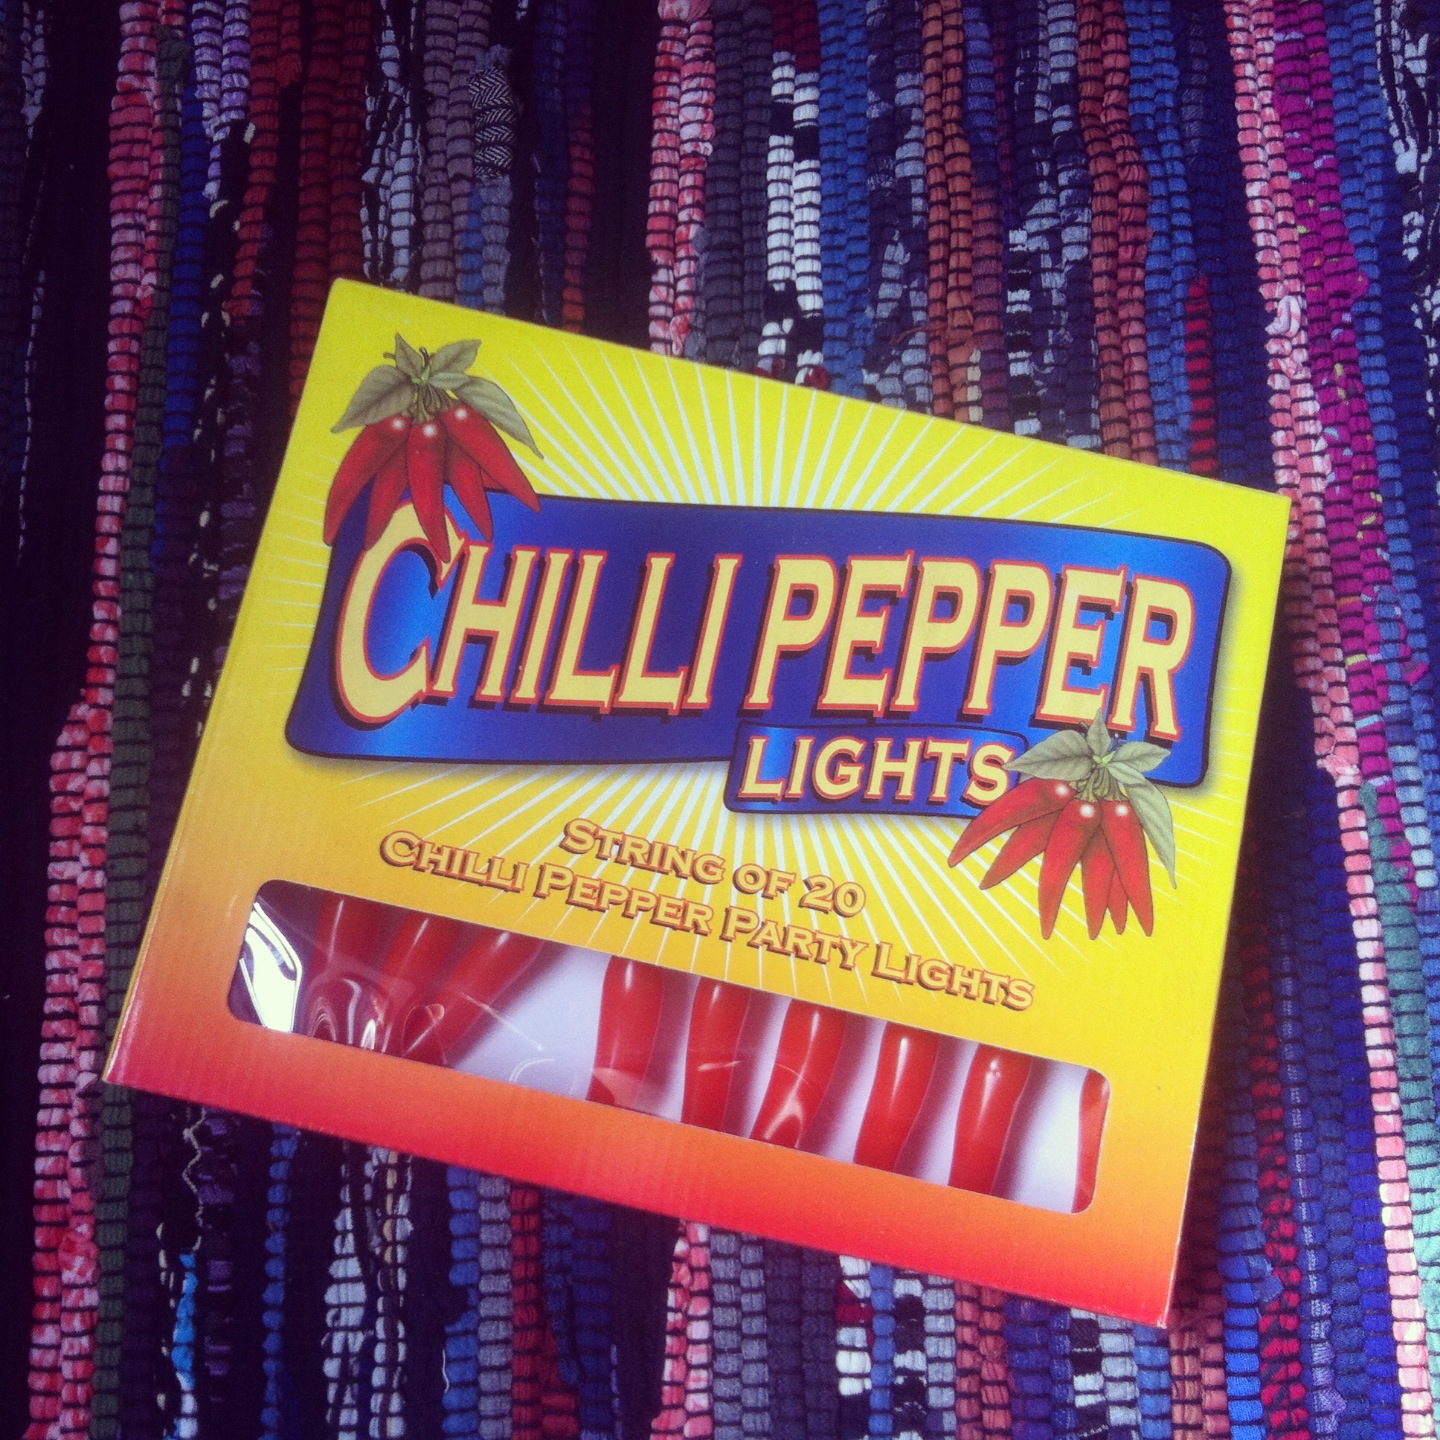 CHILLI PEPPER
LIGHTS
STRING OF 20
CHILLI PEPPER PARTY LIGHTS